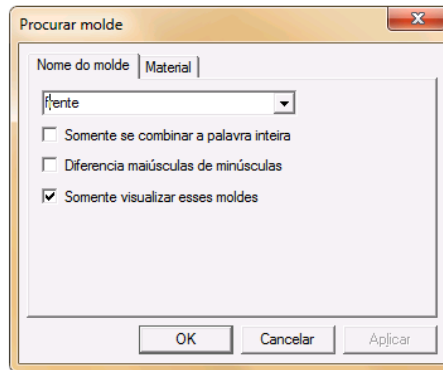 Procurar molde
Nome do molde Material
frente
Somente se combinar a palavra inteira
Diferencia maiúsculas de minúsculas
Somente visualizar esses moldes
OK Cancelar Aplicar